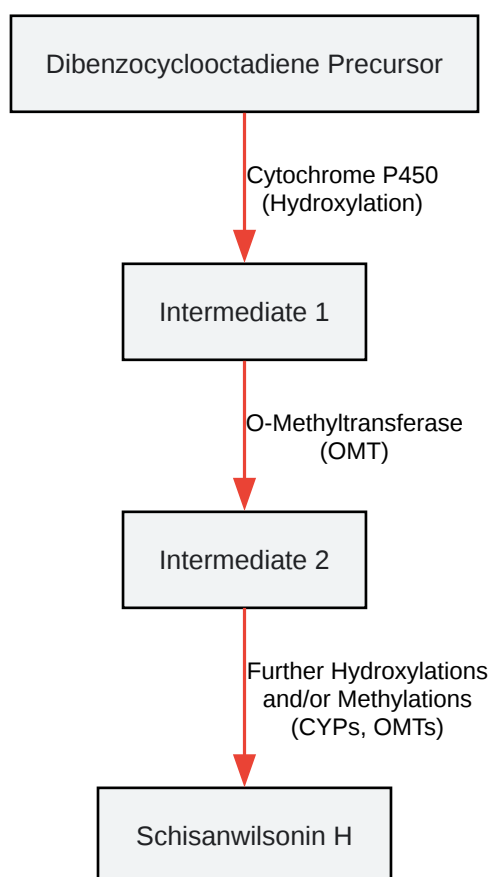 Dibenzocyclooctadiene Precursor
Cytochrome P450
(Hydroxylation)
Intermediate 1
O-Methyltransferase
(OMT)
Intermediate 2
Further Hydroxylations
and/or Methylations
(CYPs, OMTs)
Schisanwilsonin H